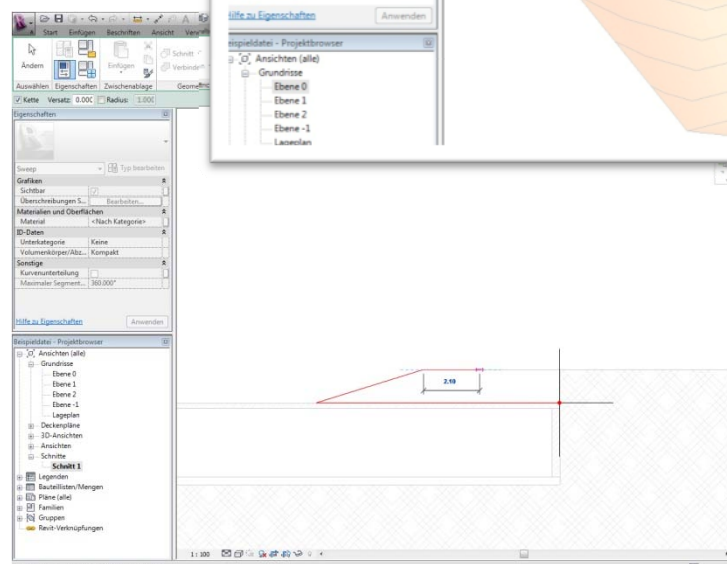 Start Einfügen Beschriften Ansicht
Ändern
Einfügen
Schnitt
Auswählen Eigenschaften Zwischenablage
Kette Versatz: Radius: 1.000
Eigenschaften
Sweep
Typ bearbeiten
Grafiken
Sichtbar
Überschreibungen S... Bearbeiten...
Materialien und Oberflächen
Material <Nach Kategorie>
ID-Daten
Unterkategorie Keine
Volumenkörper/Abz... Kompakt
Sonstige
Kurvenunterteilung
Maximaler Segment... 360.000°
Hilfe zu Eigenschaften Anwenden
Beispieldatei - Projektbrowser
Ansichten (alle)
Grundrisse
Ebene 0
Ebene 1
Ebene 2
Ebene -1
Lageplan
Deckenpläne
3D-Ansichten
Ansichten
Schnitte
Schnitt 1
Legenden
Bauteillisten/Mengen
Pläne (alle)
Familien
Gruppen
Revit-Verknüpfungen
Hilfe zu Eigenschaften Anwenden
eispieldatei - Projektbrowser
Ansichten (alle)
Grundrisse
Ebene 0
Ebene 1
Ebene 2
Ebene -1
Lageplan
2.10
1 : 100